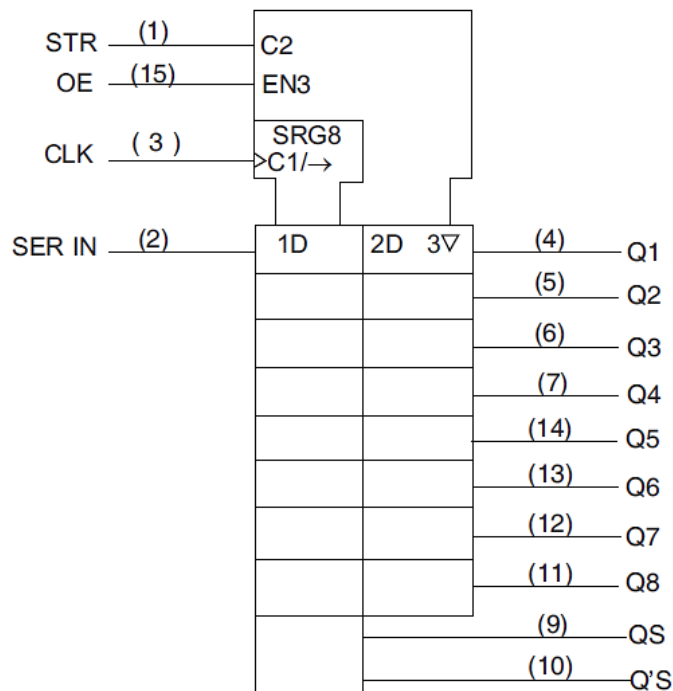 STR (1) C2
OE (15) EN3
SRG8
CLK ( 3 ) C1/→
SER IN (2) 1D 2D 3▽ (4) Q1
(5) Q2
(6) Q3
(7) Q4
(14) Q5
(13) Q6
(12) Q7
(11) Q8
(9) QS
(10) Q'S